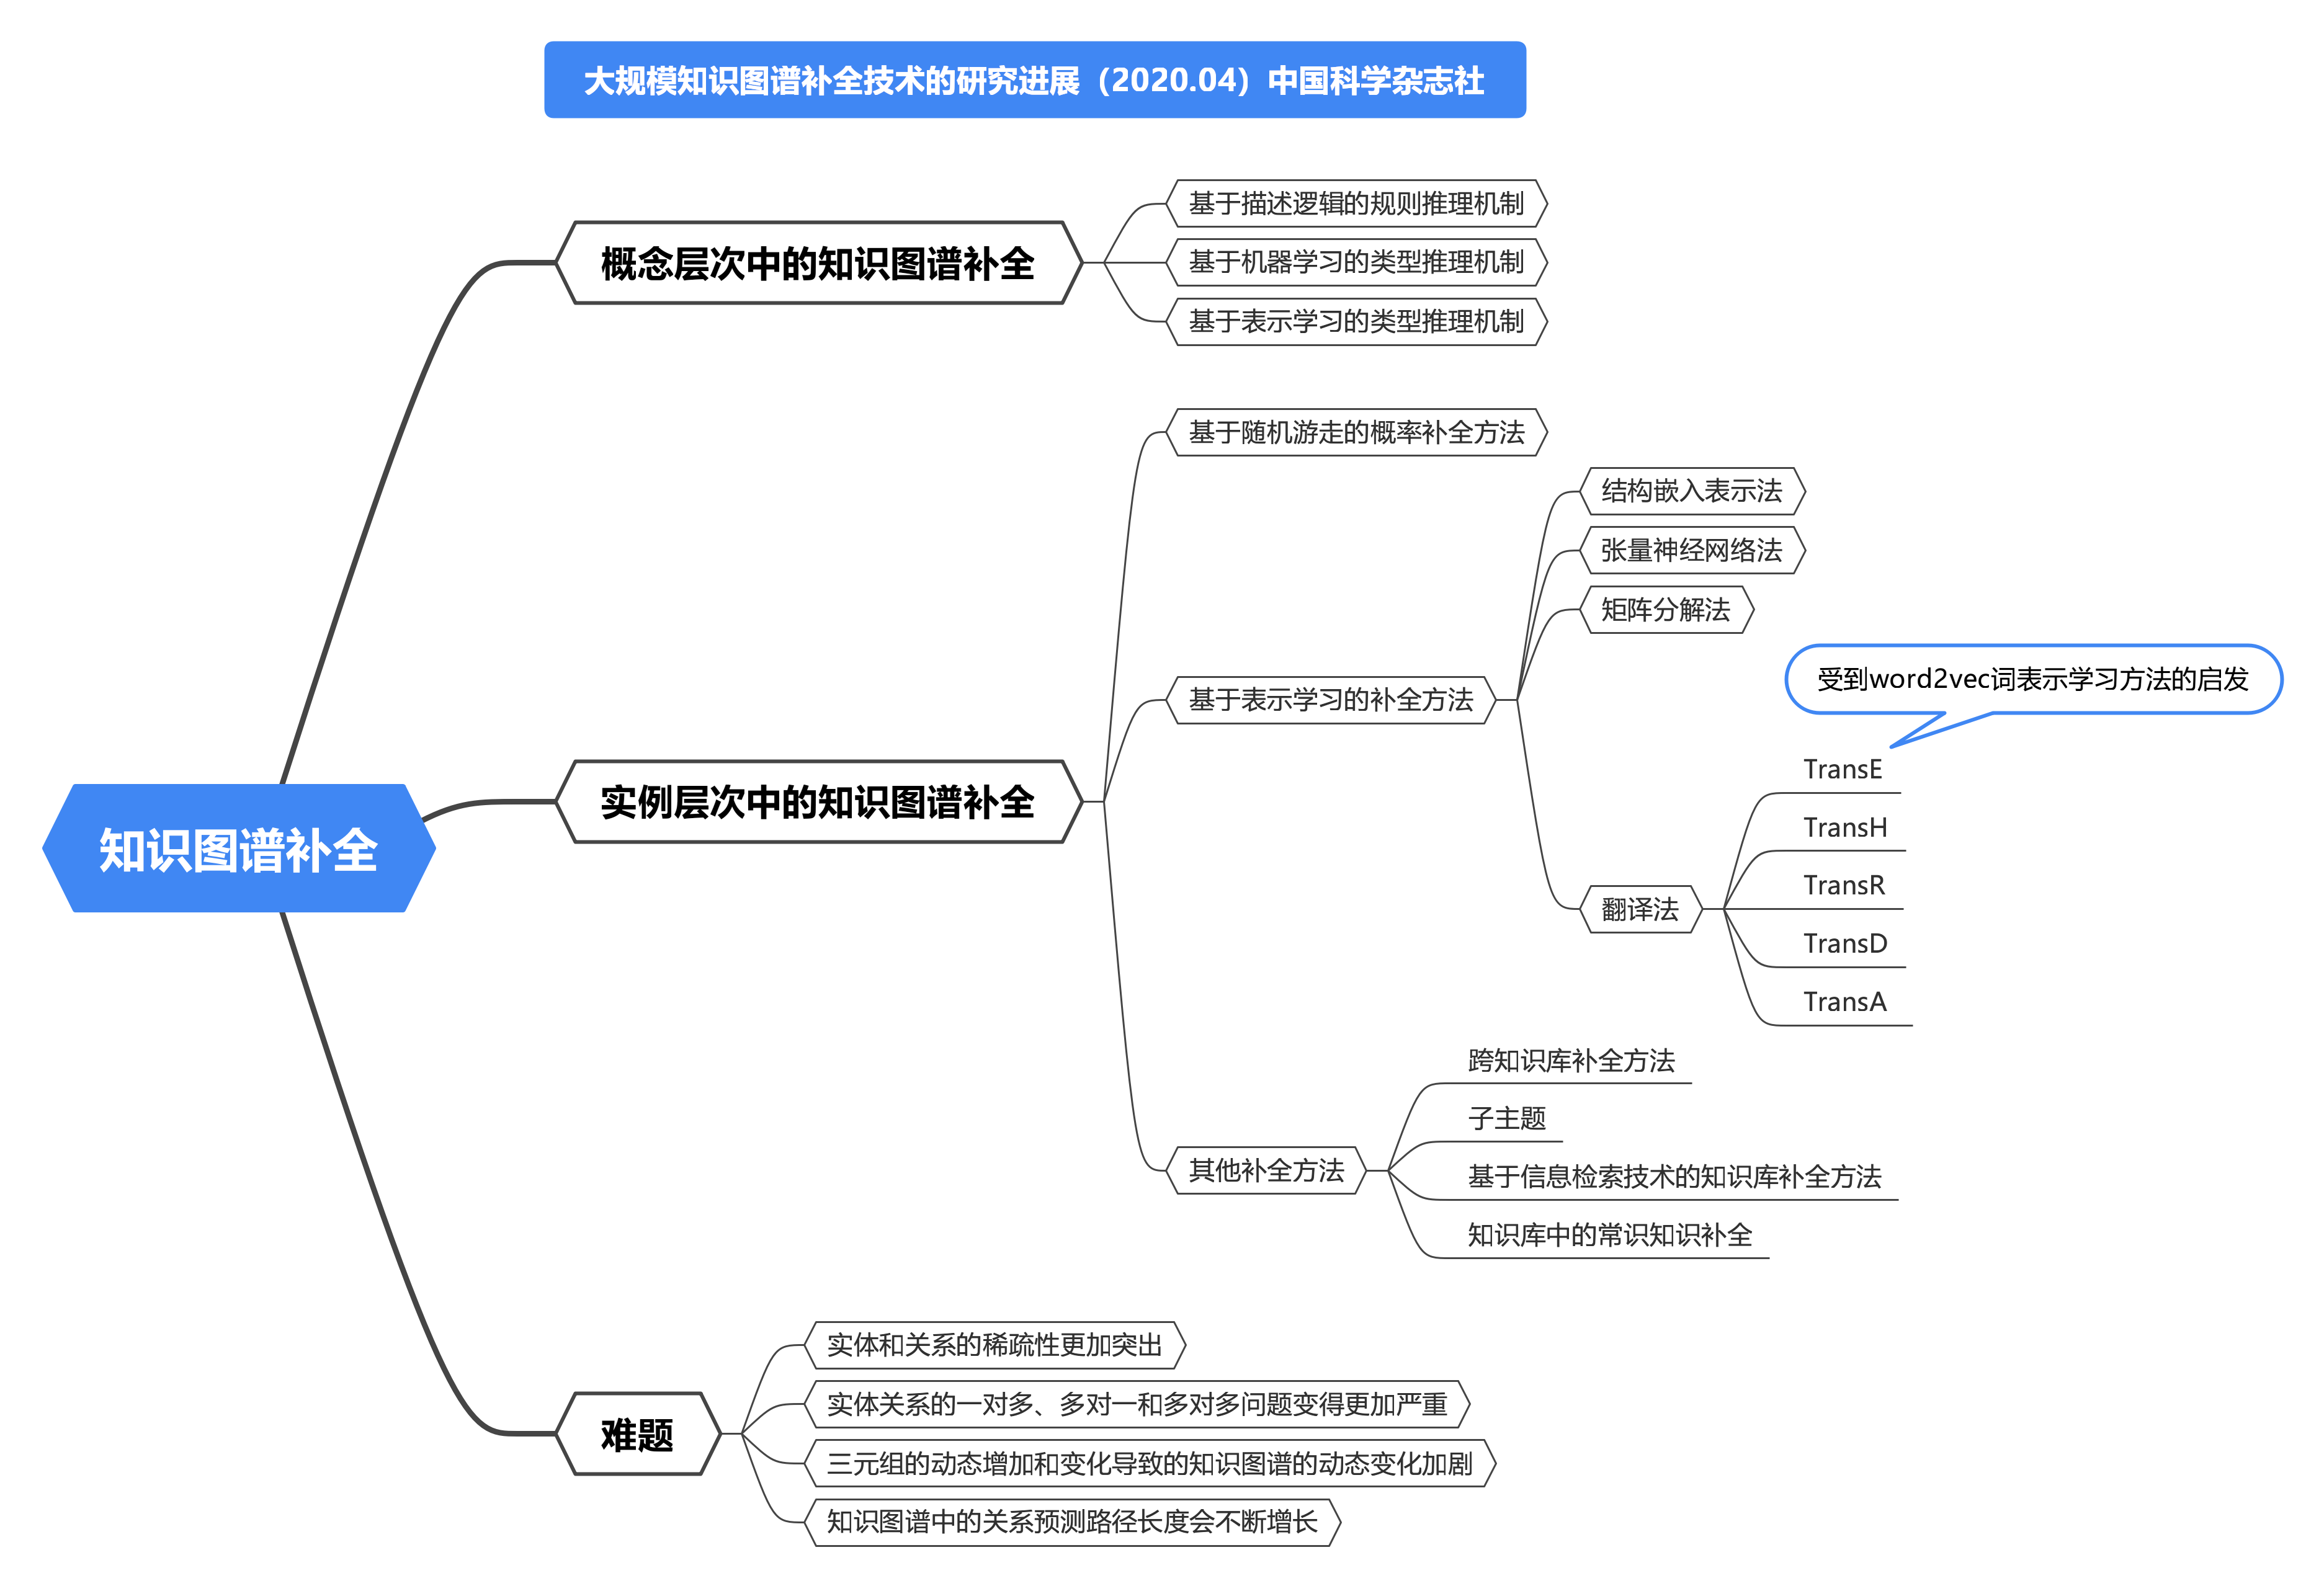 大规模知识图谱补全技术的研究进展（2020.04）中国科学杂志社
知识图谱补全
概念层次中的知识图谱补全
基于描述逻辑的规则推理机制
基于机器学习的类型推理机制
基于表示学习的类型推理机制
实例层次中的知识图谱补全
基于随机游走的概率补全方法
基于表示学习的补全方法
结构嵌入表示法
张量神经网络法
矩阵分解法
翻译法
受到word2vec词表示学习方法的启发
TransE
TransH
TransR
TransD
TransA
其他补全方法
跨知识库补全方法
子主题
基于信息检索技术的知识库补全方法
知识库中的常识知识补全
难题
实体和关系的稀疏性更加突出
实体关系的一对多、多对一和多对多问题变得更加严重
三元组的动态增加和变化导致的知识图谱的动态变化加剧
知识图谱中的关系预测路径长度会不断增长